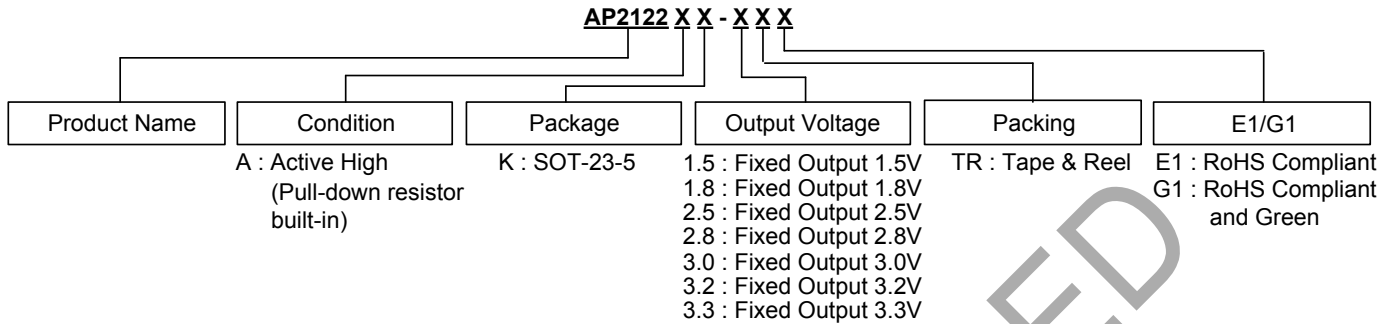 AP2122 X X - X X X
Product Name
Condition
Package
Output Voltage
Packing
E1/G1
A : Active High
(Pull-down resistor
built-in)
K : SOT-23-5
1.5 : Fixed Output 1.5V
1.8 : Fixed Output 1.8V
2.5 : Fixed Output 2.5V
2.8 : Fixed Output 2.8V
3.0 : Fixed Output 3.0V
3.2 : Fixed Output 3.2V
3.3 : Fixed Output 3.3V
TR : Tape & Reel
E1 : RoHS Compliant
G1 : RoHS Compliant
and Green
ED